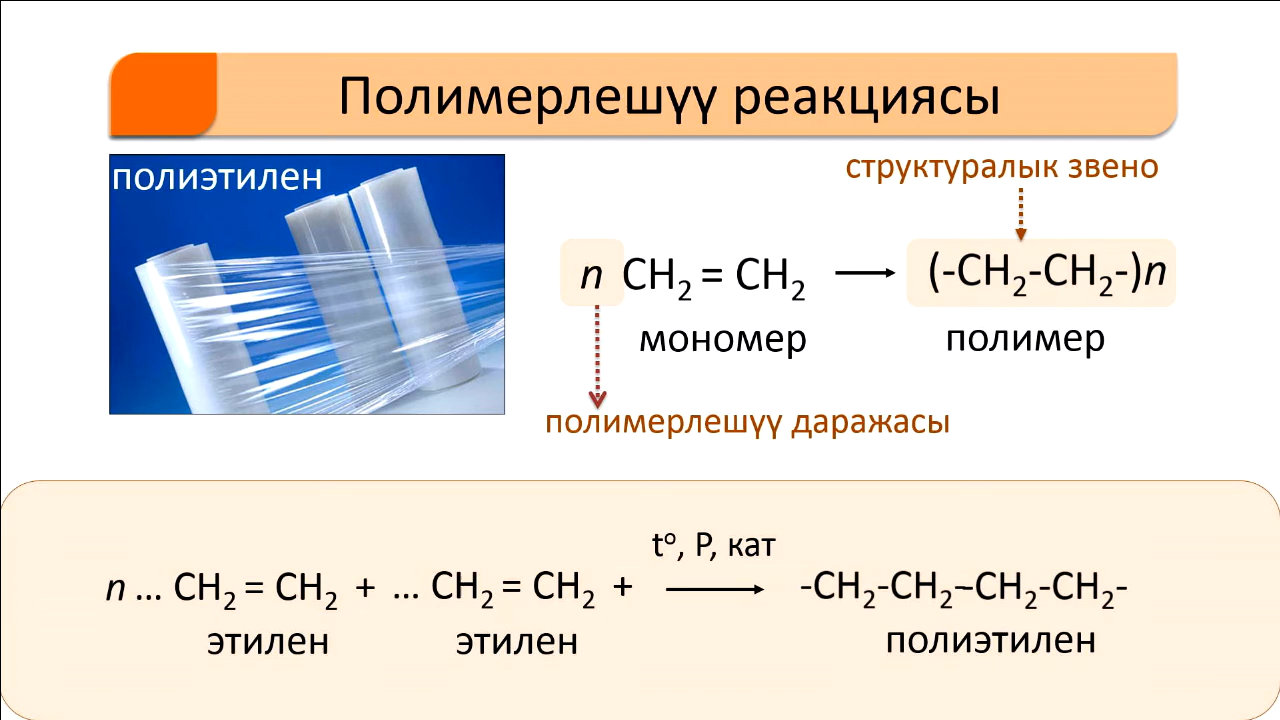 Полимерлешүү реакциясы
полиэтилен
структуралык звено
n CH₂ = CH₂ ⟶ (-CH₂-CH₂-)n
мономер полимер
полимерлешүү даражасы
tº, P, кат
n ... CH₂ = CH₂ + ... CH₂ = CH₂ + ⟶ -CH₂-CH₂--CH₂-CH₂-
этилен этилен полиэтилен